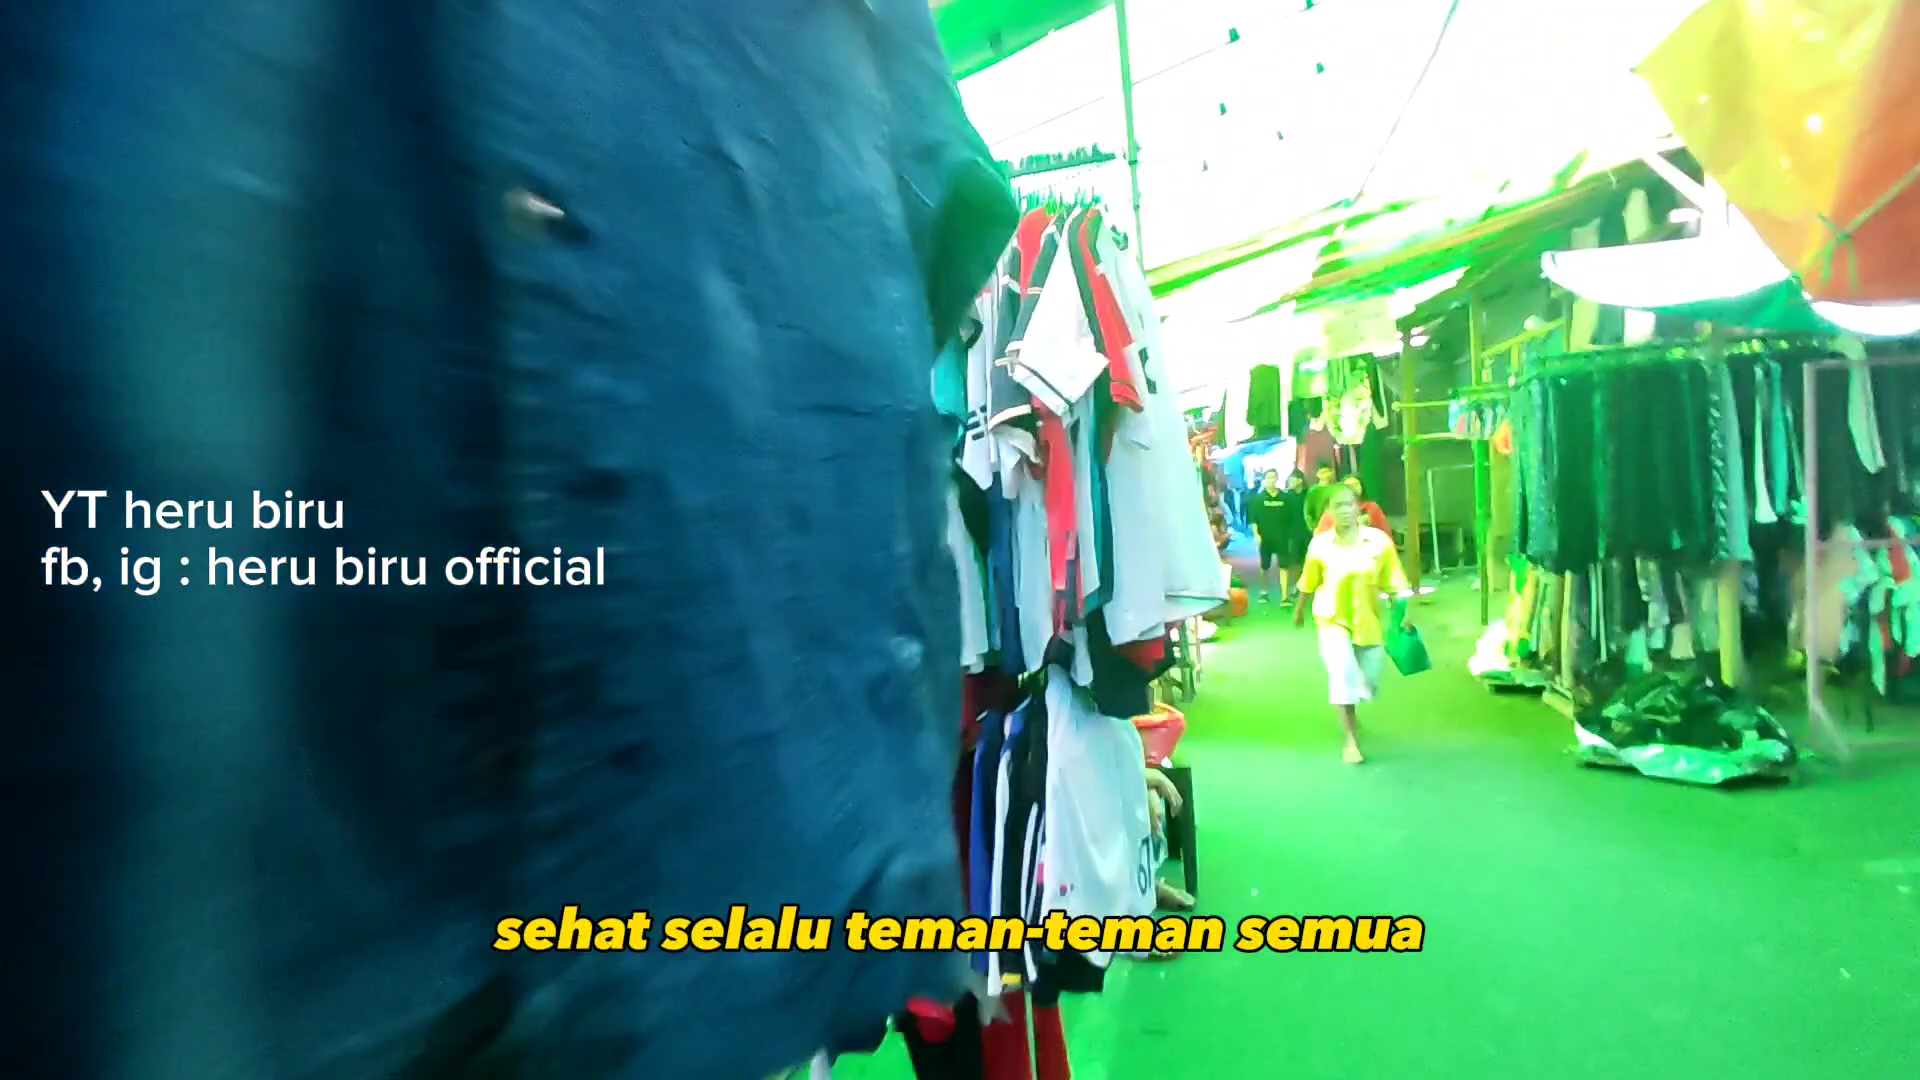 YT heru biru
fb, ig : heru biru official
sehat selalu teman-teman semua